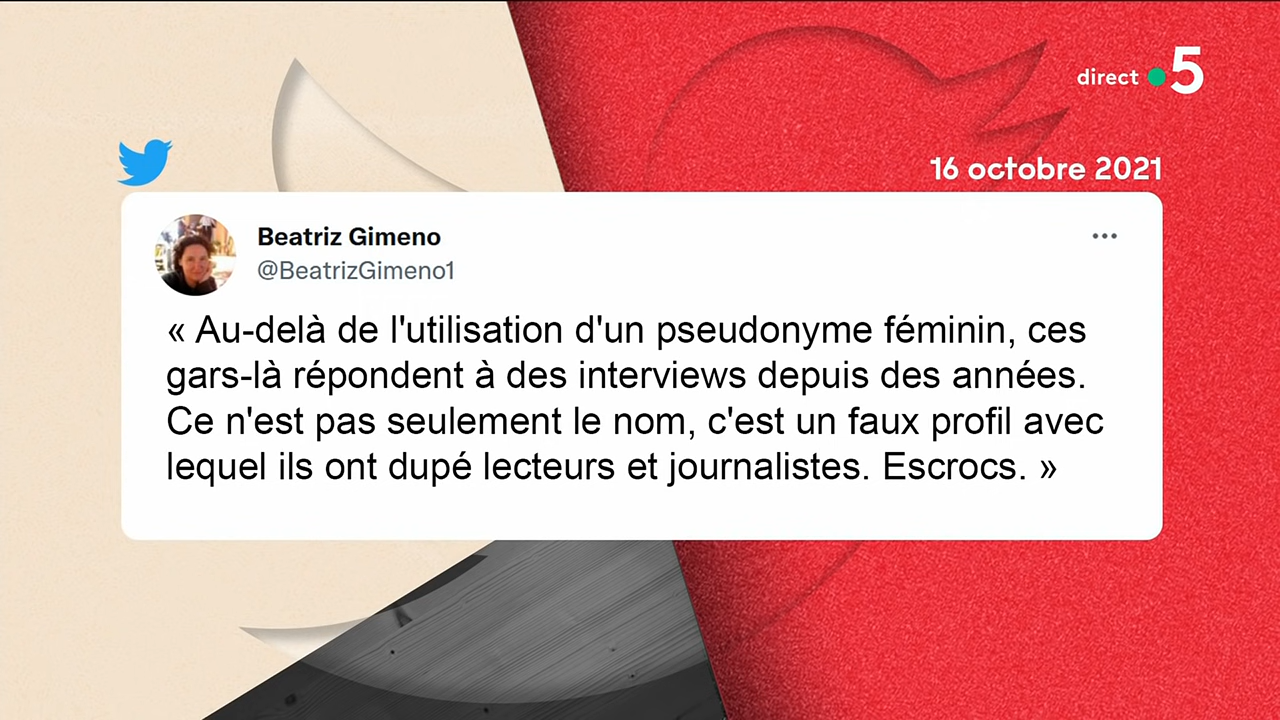 direct 5
16 octobre 2021
Beatriz Gimeno
@BeatrizGimeno1
« Au-delà de l'utilisation d'un pseudonyme féminin, ces
gars-là répondent à des interviews depuis des années.
Ce n'est pas seulement le nom, c'est un faux profil avec
lequel ils ont dupé lecteurs et journalistes. Escrocs. »